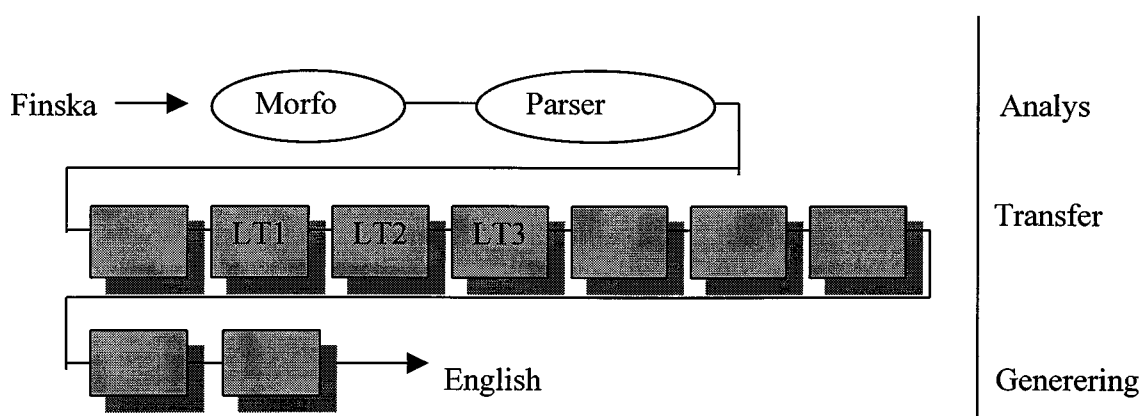 Finska Morfo Parser Analys
LT1 LT2 LT3 Transfer
English Generering